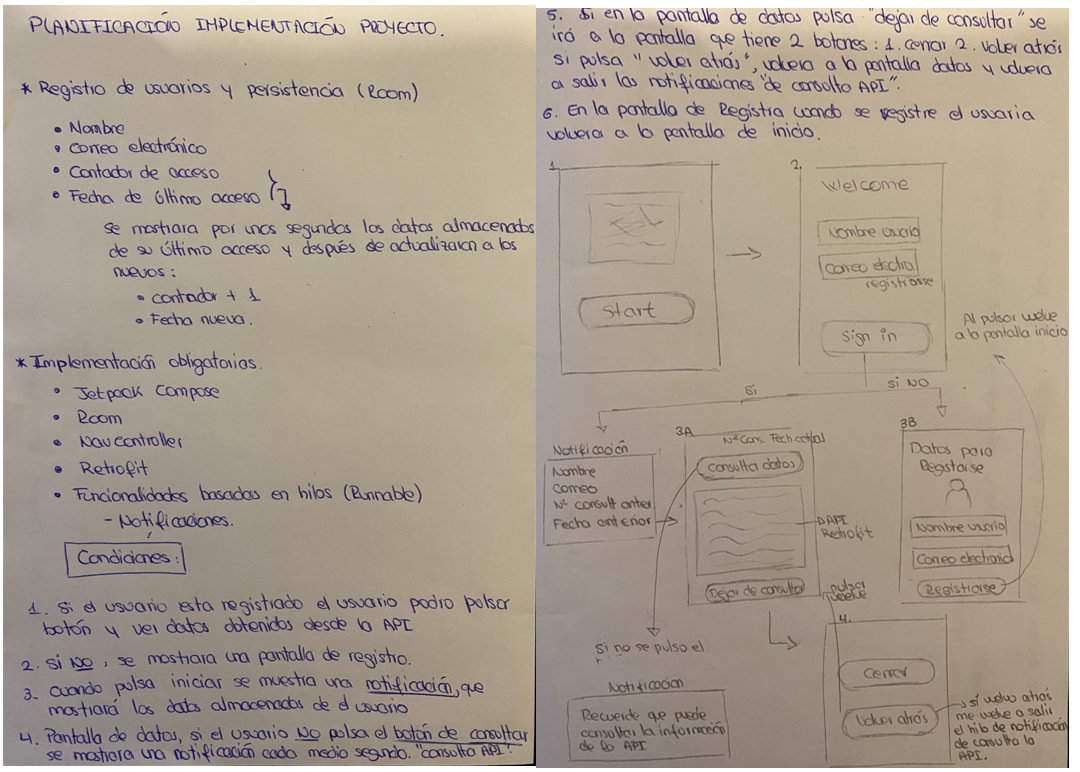 PLANIFICACIÓN IMPLEMENTACIÓN PROYECTO.
* Registro de usuarios y persistencia (Room)
• Nombre
• Correo electrónico
• Contador de acceso
• Fecha de último acceso
Se mostrara por unos segundos los datos almacenados
de su último acceso y después de actualizaran a los
nuevos:
• contador + 1
• Fecha nueva.
* Implementación obligatorias.
• Jetpack Compose
• Room
• Navcontroller
• Retrofit
• Funcionalidades basadas en hilos (Runnable)
- Notificaciones.
Condiciones:
1. Si el usuario esta registrado el usuario podra pulsar
botón y ver datos obtenidos desde la API
2. Si NO, se mostrara una pantalla de registro.
3. Cuando pulsa iniciar se muestra una notificación, que
mostrará los datos almacenados de el usuario
4. Pantalla de datos, si el usuario NO pulsa el botón de consultar
se mostrara una notificación cada medio segundo. "consulta API".
5. Si en la pantalla de datos pulsa "dejar de consultar" se
irá a la pantalla que tiene 2 botones: 1. cerrar 2. Volver atrás
si pulsa "volver atrás", volvera a la pantalla datos y volvera
a salir las notificaciones "de consulta API".
6. En la pantalla de Registra cuando se registre el usuario
volvera a la pantalla de inicio.
1.
Start
2.
Welcome
Nombre usuario
Correo electro
registrarse
Sign in
Al pulsar vuelve
a la pantalla inicio
Si
Si NO
Notificación
Nombre
Correo
Nº consult anter
Fecha anterior
3A
Nº Con. Fech. actual
Consulta datos
API
Retrofit
Dejar de consultar
3B
Datos para
Registarse
Nombre usuario
Correo electronic
Registrarse
pulsar
vuelve
Si no se pulsa el
Notificación
Recuerde que puede
consultar la información
de la API
4.
Cerrar
Volver atrás
si vuelvo atrás
me vuelve a salir
el hilo de notificación
de consulta la
API.